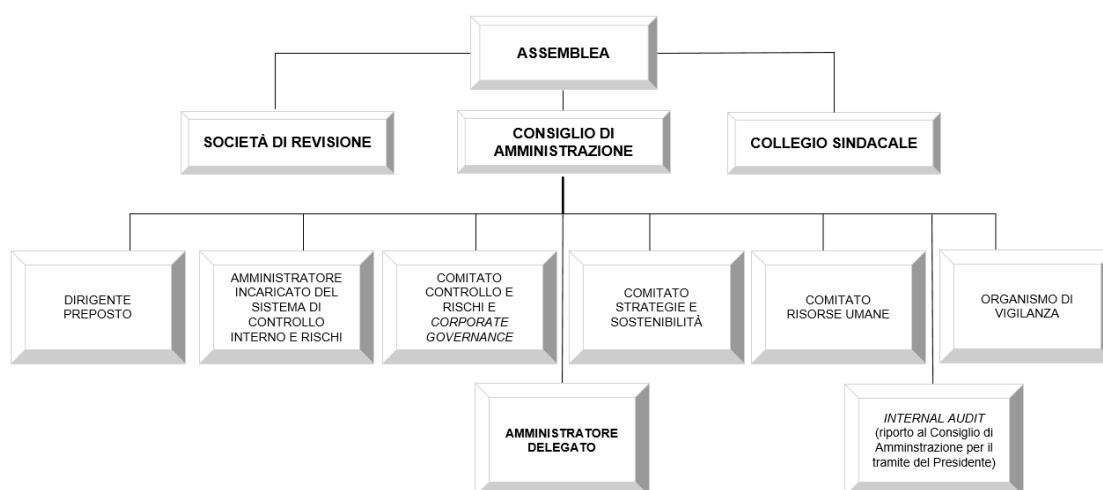 ASSEMBLEA
SOCIETÀ DI REVISIONE
CONSIGLIO DI
AMMINISTRAZIONE
COLLEGIO SINDACALE
DIRIGENTE
PREPOSTO
AMMINISTRATORE
INCARICATO DEL
SISTEMA DI
CONTROLLO
INTERNO E RISCHI
COMITATO
CONTROLLO E
RISCHI E
CORPORATE
GOVERNANCE
COMITATO
STRATEGIE E
SOSTENIBILITÀ
COMITATO
RISORSE UMANE
ORGANISMO DI
VIGILANZA
AMMINISTRATORE
DELEGATO
INTERNAL AUDIT
(riporto al Consiglio di
Amminstrazione per il
tramite del Presidente)